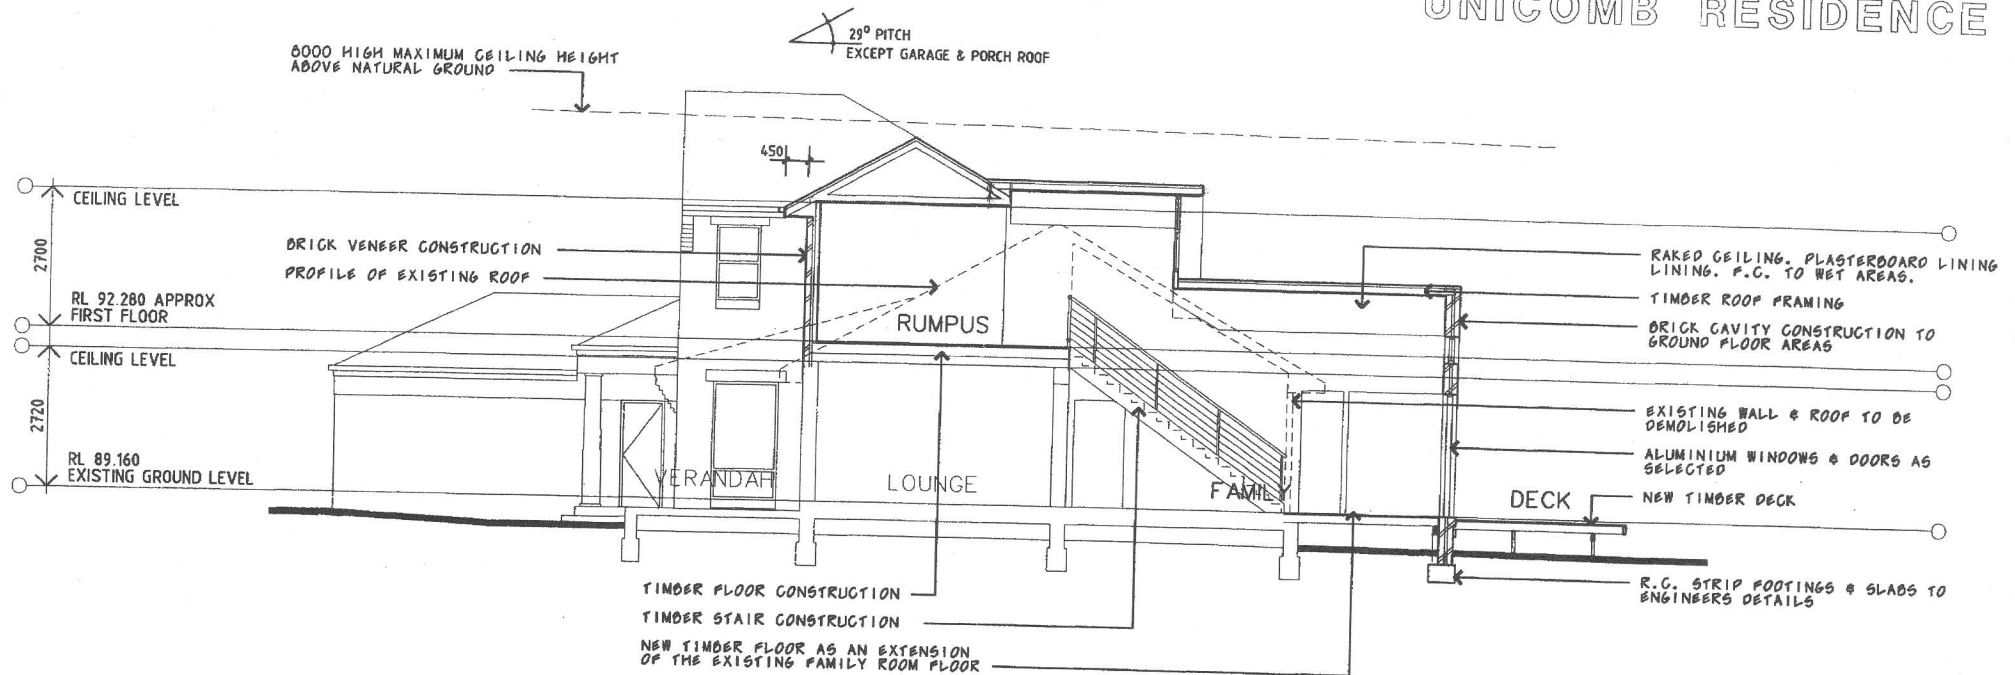 UNICOMB RESIDENCE
29° PITCH
EXCEPT GARAGE & PORCH ROOF
8000 HIGH MAXIMUM CEILING HEIGHT
ABOVE NATURAL GROUND
450
CEILING LEVEL
2700
BRICK VENEER CONSTRUCTION
PROFILE OF EXISTING ROOF
RL 92.280 APPROX
FIRST FLOOR
CEILING LEVEL
2720
RL 89.160
EXISTING GROUND LEVEL
RUMPUS
VERANDAH
LOUNGE
FAMILY
DECK
RAKED CEILING. PLASTERBOARD LINING
LINING. F.C. TO WET AREAS.
TIMBER ROOF FRAMING
BRICK CAVITY CONSTRUCTION TO
GROUND FLOOR AREAS
EXISTING WALL & ROOF TO BE
DEMOLISHED
ALUMINIUM WINDOWS & DOORS AS
SELECTED
NEW TIMBER DECK
R.C. STRIP FOOTINGS & SLABS TO
ENGINEERS DETAILS
TIMBER FLOOR CONSTRUCTION
TIMBER STAIR CONSTRUCTION
NEW TIMBER FLOOR AS AN EXTENSION
OF THE EXISTING FAMILY ROOM FLOOR